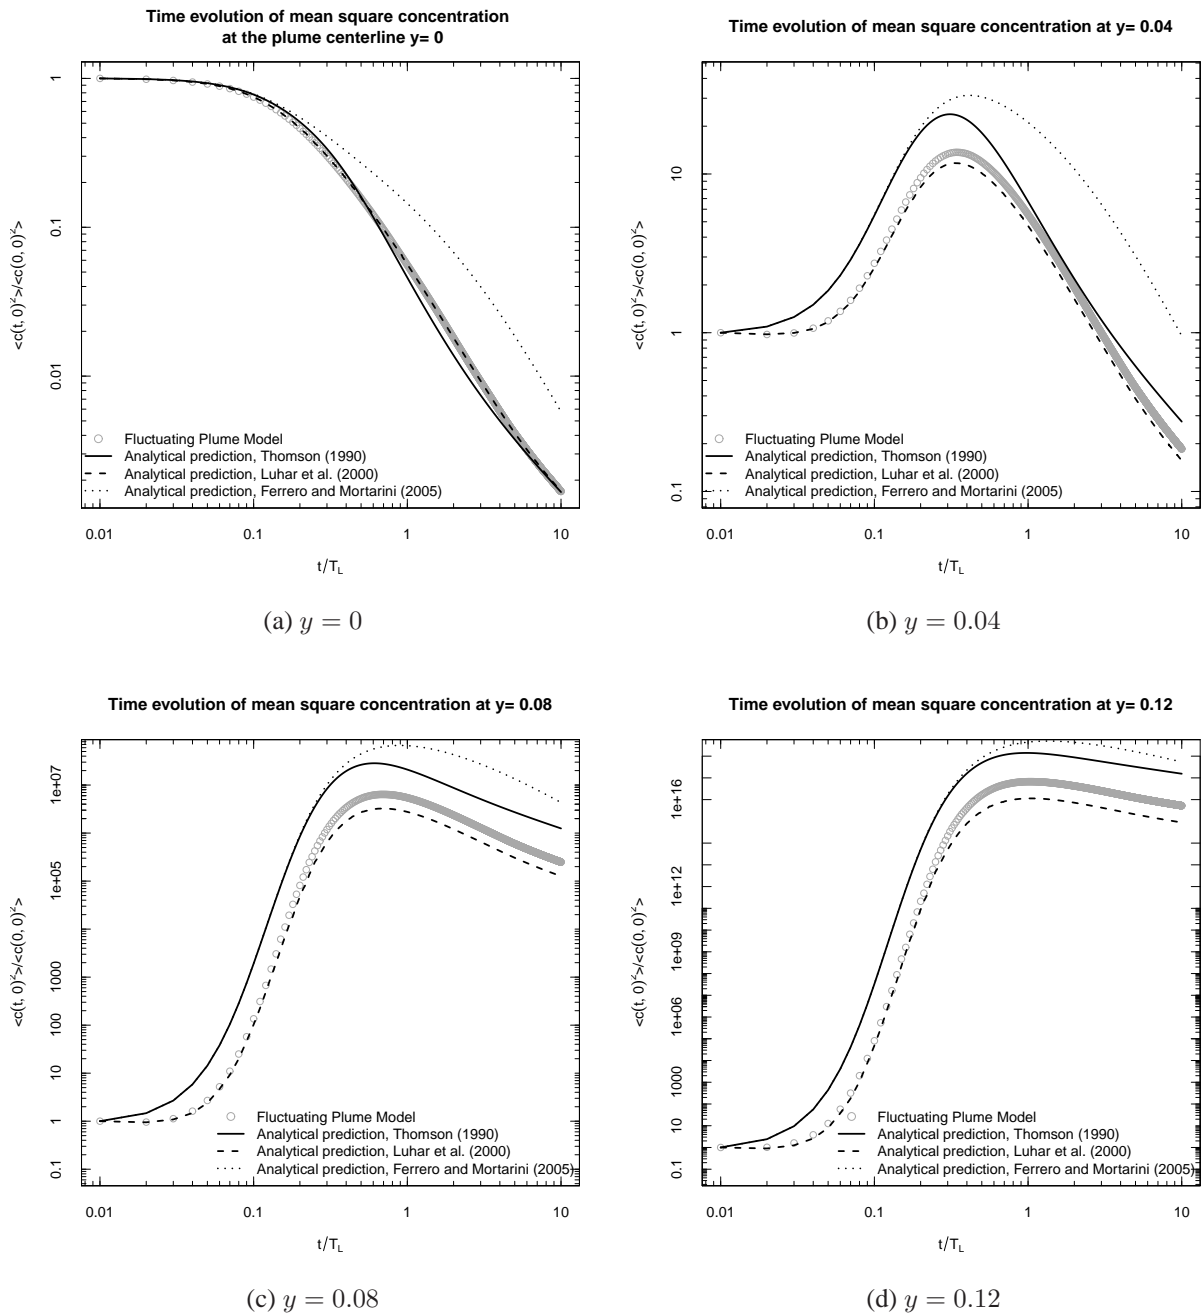 Time evolution of mean square concentration
at the plume centerline y= 0
<c(t, 0)²>/<c(0, 0)²>
1
0.1
0.01
Fluctuating Plume Model
Analytical prediction, Thomson (1990)
Analytical prediction, Luhar et al. (2000)
Analytical prediction, Ferrero and Mortarini (2005)
0.01 0.1 1 10
t/T_L
(a) y = 0
Time evolution of mean square concentration at y= 0.04
<c(t, 0)²>/<c(0, 0)²>
10
1
0.1
Fluctuating Plume Model
Analytical prediction, Thomson (1990)
Analytical prediction, Luhar et al. (2000)
Analytical prediction, Ferrero and Mortarini (2005)
0.01 0.1 1 10
t/T_L
(b) y = 0.04
Time evolution of mean square concentration at y= 0.08
<c(t, 0)²>/<c(0, 0)²>
1e+07
1e+05
1000
100
10
1
0.1
Fluctuating Plume Model
Analytical prediction, Thomson (1990)
Analytical prediction, Luhar et al. (2000)
Analytical prediction, Ferrero and Mortarini (2005)
0.01 0.1 1 10
t/T_L
(c) y = 0.08
Time evolution of mean square concentration at y= 0.12
<c(t, 0)²>/<c(0, 0)²>
1e+16
1e+12
1e+09
1e+06
1000
10
0.1
Fluctuating Plume Model
Analytical prediction, Thomson (1990)
Analytical prediction, Luhar et al. (2000)
Analytical prediction, Ferrero and Mortarini (2005)
0.01 0.1 1 10
t/T_L
(d) y = 0.12